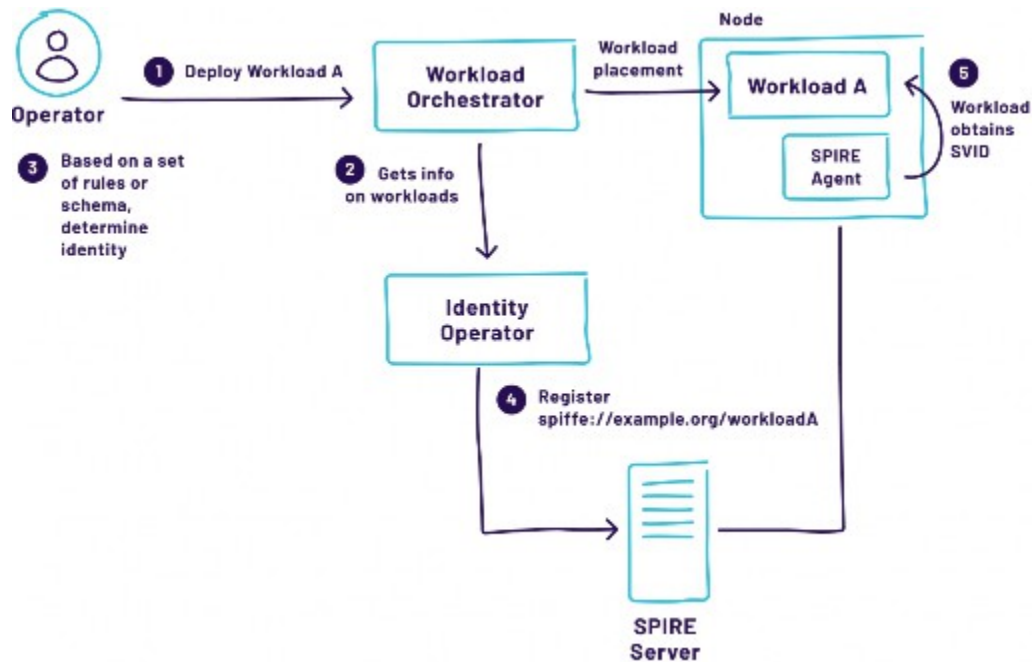 Node
1 Deploy Workload A
Operator
Workload
Orchestrator
Workload
placement
Workload A
5
Workload
obtains
SVID
SPIRE
Agent
3 Based on a set
of rules or
schema,
determine
identity
2 Gets info
on workloads
Identity
Operator
4 Register
spiffe://example.org/workloadA
SPIRE
Server